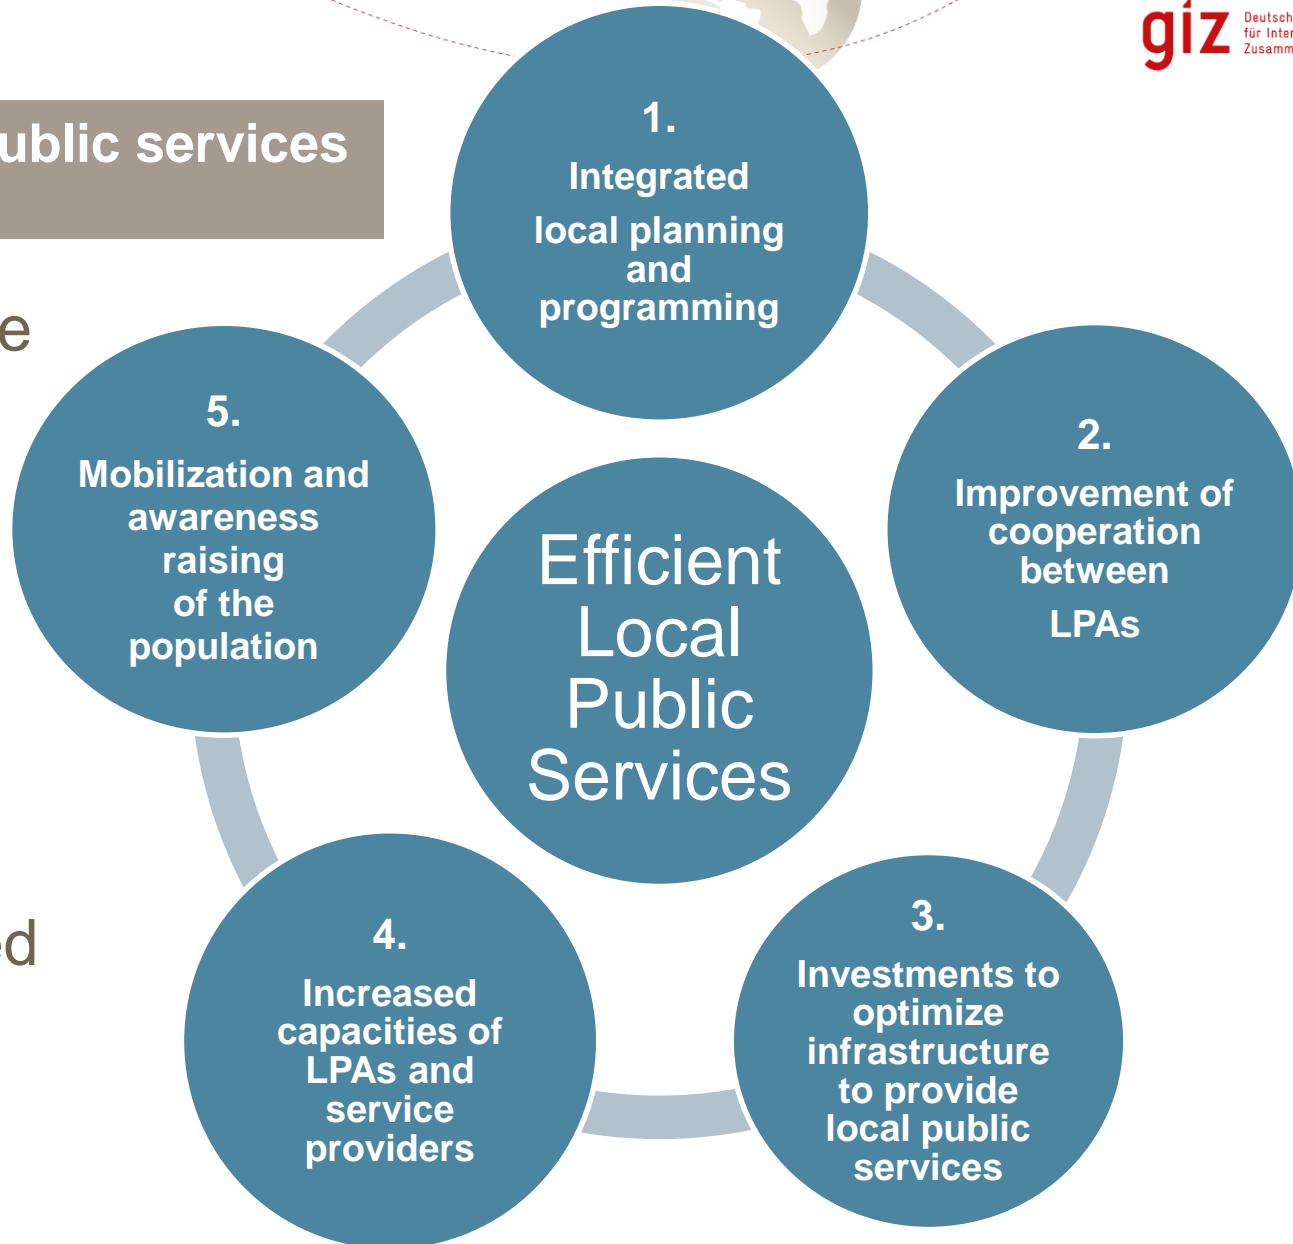 giz
Deutsch
für Inter
Zusamm
ublic services
1.
Integrated
local planning
and
programming
e
5.
Mobilization and
awareness
raising
of the
population
2.
Improvement of
cooperation
between
LPAs
Efficient
Local
Public
Services
ed
4.
Increased
capacities of
LPAs and
service
providers
3.
Investments to
optimize
infrastructure
to provide
local public
services